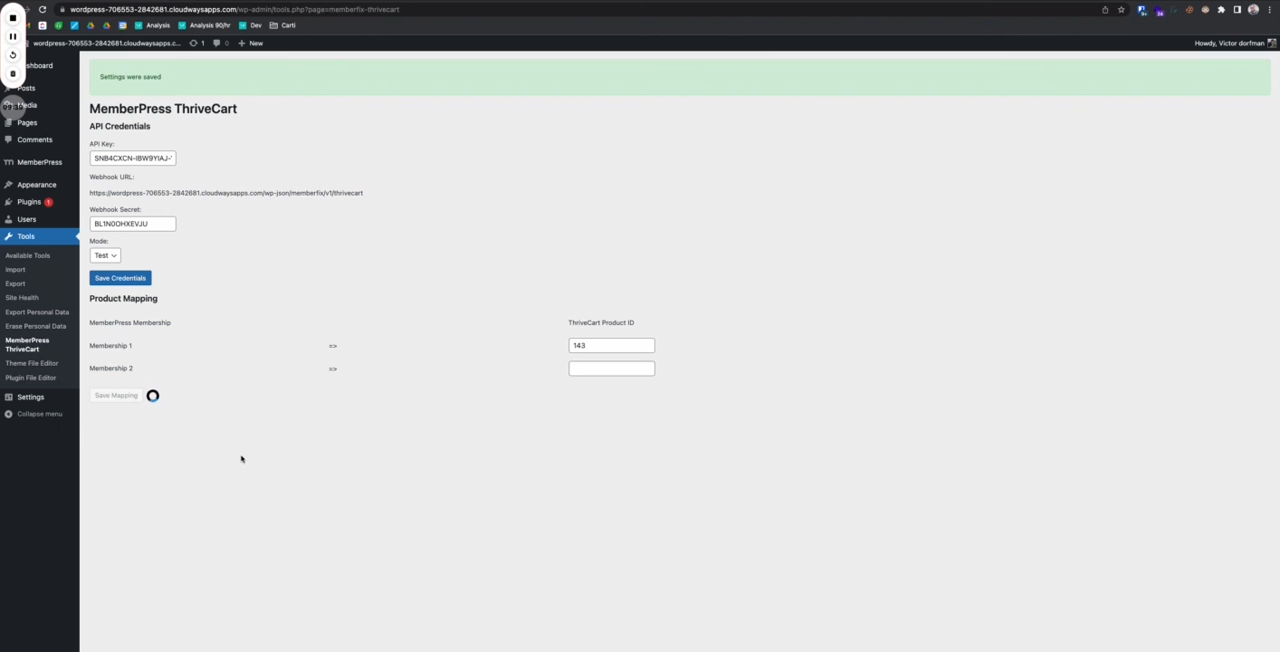 wordpress-706553-2842681.cloudwaysapps.com/wp-admin/tools.php?page=memberfix-thrivecart
Analysis Analysis 90/hr Dev Carti
wordpress-706553-2842681.cloudwaysapps.c... 1 0 New Howdy, Victor dorfman
shboard
Posts
Media
Pages
Comments
MemberPress
Appearance
Plugins 1
Users
Tools
Available Tools
Import
Export
Site Health
Export Personal Data
Erase Personal Data
MemberPress
ThriveCart
Theme File Editor
Plugin File Editor
Settings
Collapse menu
Settings were saved
MemberPress ThriveCart
API Credentials
API Key:
SNB4CXCN-IBW9YIAJ-
Webhook URL:
https://wordpress-706553-2842681.cloudwaysapps.com/wp-json/memberfix/v1/thrivecart
Webhook Secret:
BL1N0OHXEVJU
Mode:
Test
Save Credentials
Product Mapping
MemberPress Membership ThriveCart Product ID
Membership 1 => 143
Membership 2 =>
Save Mapping